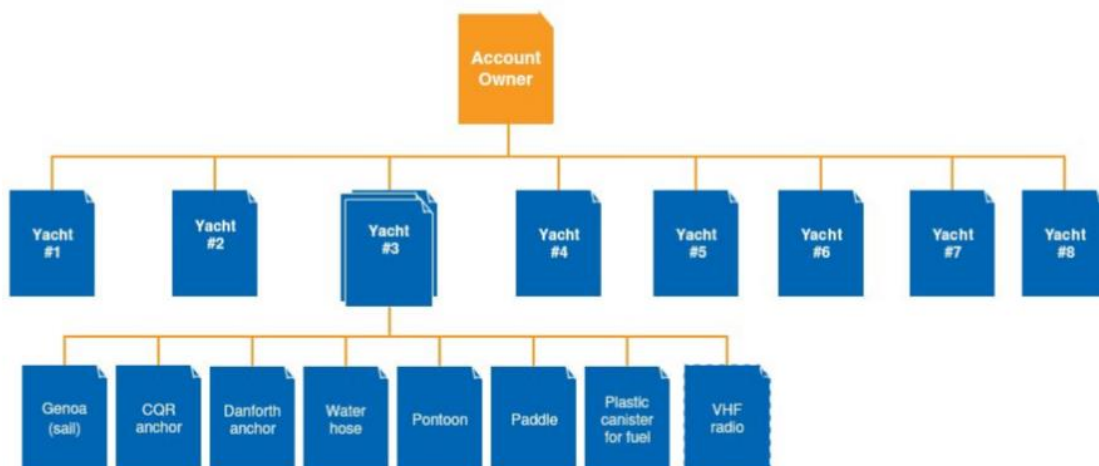 Account
Owner
Yacht
#1
Yacht
#2
Yacht
#3
Yacht
#4
Yacht
#5
Yacht
#6
Yacht
#7
Yacht
#8
Genoa
(sail)
CQR
anchor
Danforth
anchor
Water
hose
Pontoon
Paddle
Plastic
canister
for fuel
VHF
radio